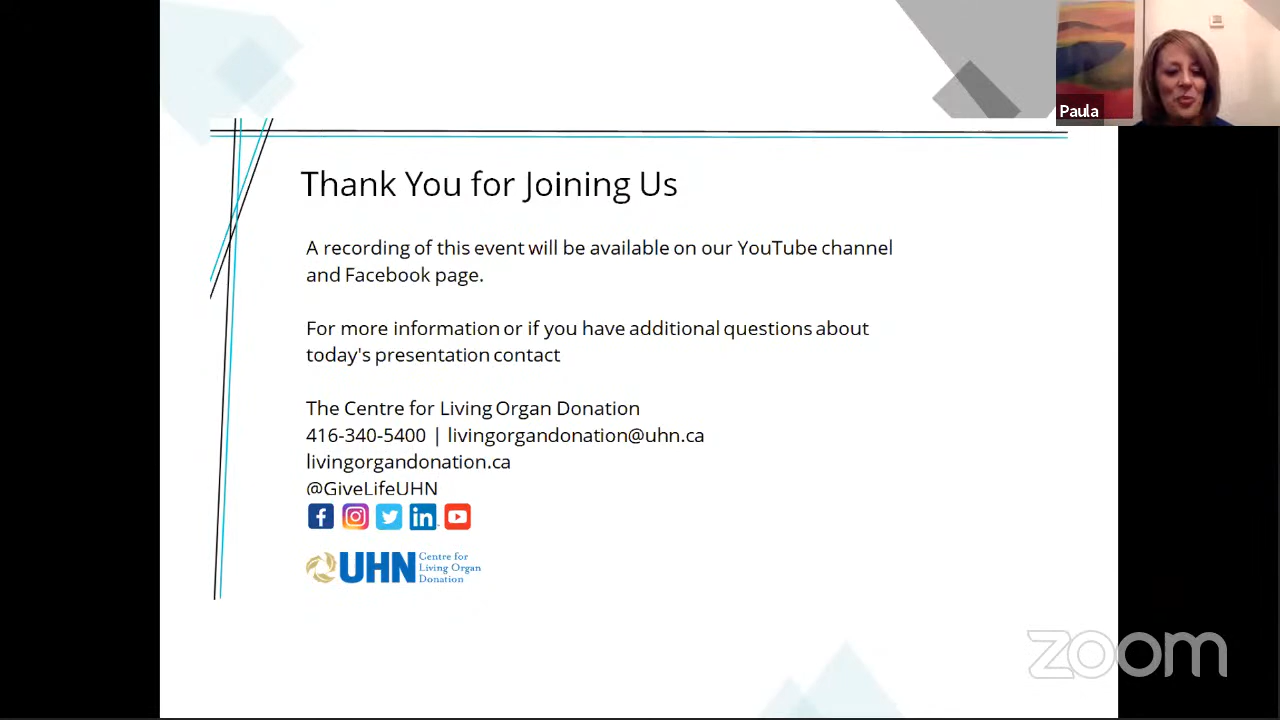 Paula
Thank You for Joining Us
A recording of this event will be available on our YouTube channel
and Facebook page.
For more information or if you have additional questions about
today's presentation contact
The Centre for Living Organ Donation
416-340-5400 | livingorgandonation@uhn.ca
livingorgandonation.ca
@GiveLifeUHN
UHN
Centre for
Living Organ
Donation
zoom